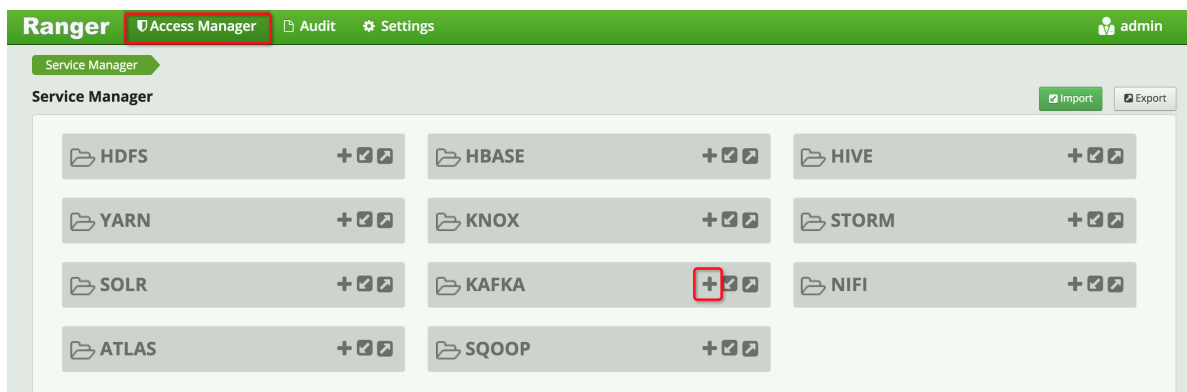 Ranger Access Manager Audit Settings admin
Service Manager
Service Manager Import Export
HDFS HBASE HIVE
YARN KNOX STORM
SOLR KAFKA NIFI
ATLAS SQOOP